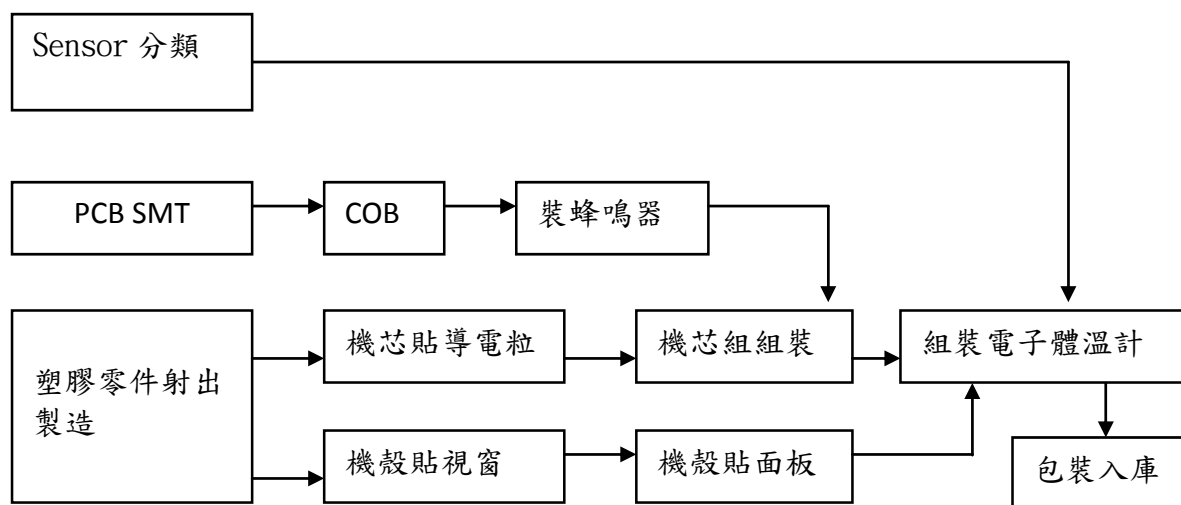 Sensor 分類
PCB SMT
COB
裝蜂鳴器
塑膠零件射出
製造
機芯貼導電粒
機芯組組裝
組裝電子體溫計
機殼貼視窗
機殼貼面板
包裝入庫